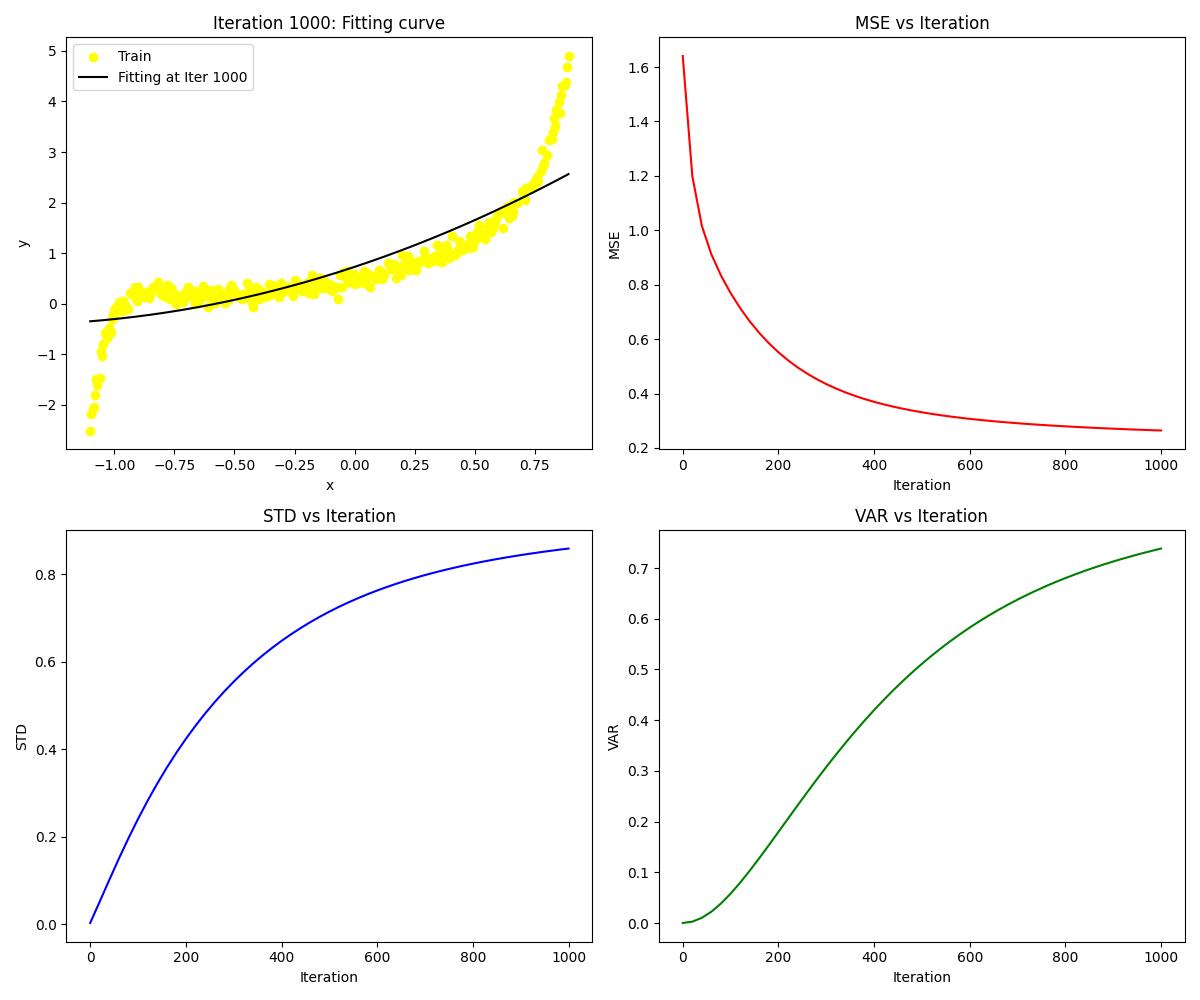 Iteration 1000: Fitting curve
Train
Fitting at Iter 1000
y
5
4
3
2
1
0
−1
−2
−1.00 −0.75 −0.50 −0.25 0.00 0.25 0.50 0.75
x
MSE vs Iteration
MSE
1.6
1.4
1.2
1.0
0.8
0.6
0.4
0.2
0 200 400 600 800 1000
Iteration
STD vs Iteration
STD
0.8
0.6
0.4
0.2
0.0
0 200 400 600 800 1000
Iteration
VAR vs Iteration
VAR
0.7
0.6
0.5
0.4
0.3
0.2
0.1
0.0
0 200 400 600 800 1000
Iteration